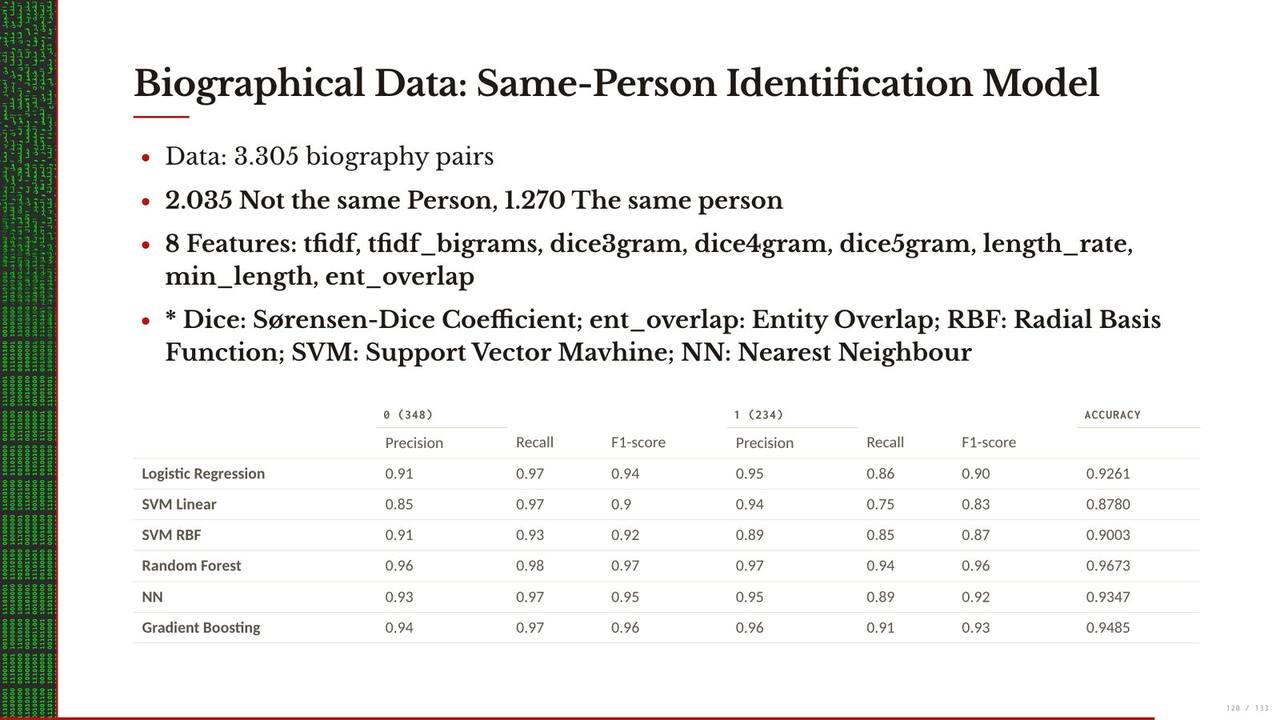 Biographical Data: Same-Person Identification Model
• Data: 3.305 biography pairs
• 2.035 Not the same Person, 1.270 The same person
• 8 Features: tfidf, tfidf_bigrams, dice3gram, dice4gram, dice5gram, length_rate,
min_length, ent_overlap
• * Dice: Sørensen-Dice Coefficient; ent_overlap: Entity Overlap; RBF: Radial Basis
Function; SVM: Support Vector Mavhine; NN: Nearest Neighbour
0 (348) 1 (234) ACCURACY
Precision Recall F1-score Precision Recall F1-score
Logistic Regression 0.91 0.97 0.94 0.95 0.86 0.90 0.9261
SVM Linear 0.85 0.97 0.9 0.94 0.75 0.83 0.8780
SVM RBF 0.91 0.93 0.92 0.89 0.85 0.87 0.9003
Random Forest 0.96 0.98 0.97 0.97 0.94 0.96 0.9673
NN 0.93 0.97 0.95 0.95 0.89 0.92 0.9347
Gradient Boosting 0.94 0.97 0.96 0.96 0.91 0.93 0.9485
120 / 133